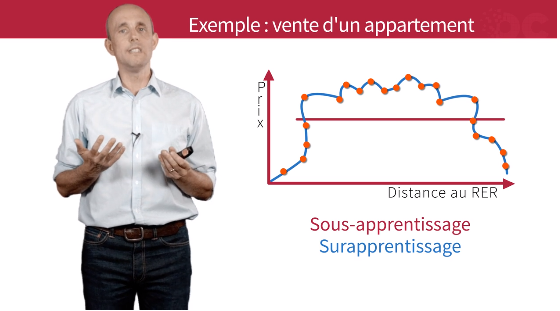 Exemple : vente d'un appartement
Prix
Distance au RER
Sous-apprentissage
Surapprentissage